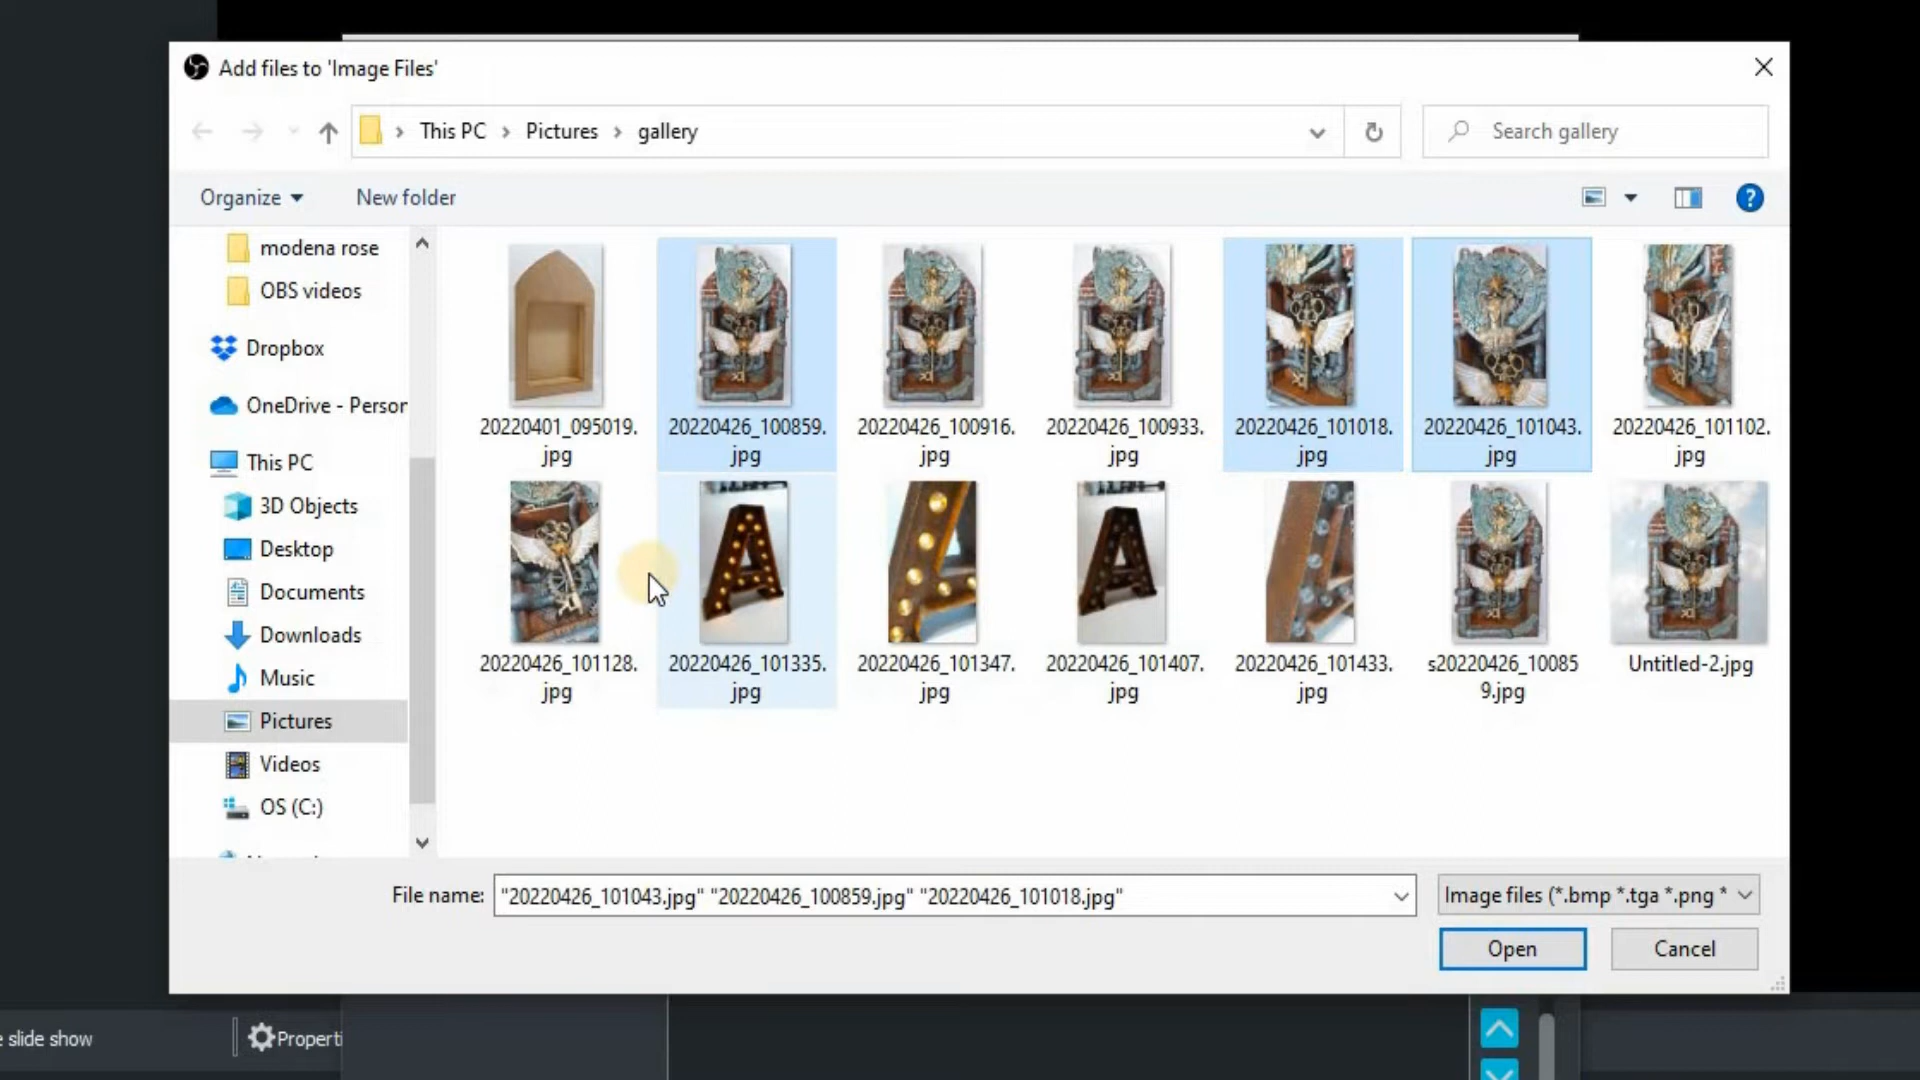 Add files to 'Image Files'
This PC
Pictures
gallery
Search gallery
Organize
New folder
?
modena rose
OBS videos
Dropbox
OneDrive - Person
This PC
3D Objects
Desktop
Documents
Downloads
Music
Pictures
Videos
OS (C:)
20220401_095019.
jpg
20220426_100859.
jpg
20220426_100916.
jpg
20220426_100933.
jpg
20220426_101018.
jpg
20220426_101043.
jpg
20220426_101102.
jpg
20220426_101128.
jpg
20220426_101335.
jpg
20220426_101347.
jpg
20220426_101407.
jpg
20220426_101433.
jpg
s20220426_10085
9.jpg
Untitled-2.jpg
File name: "20220426_101043.jpg" "20220426_100859.jpg" "20220426_101018.jpg"
Image files (*.bmp *.tga *.png *
Open
Cancel
e slide show
Properti